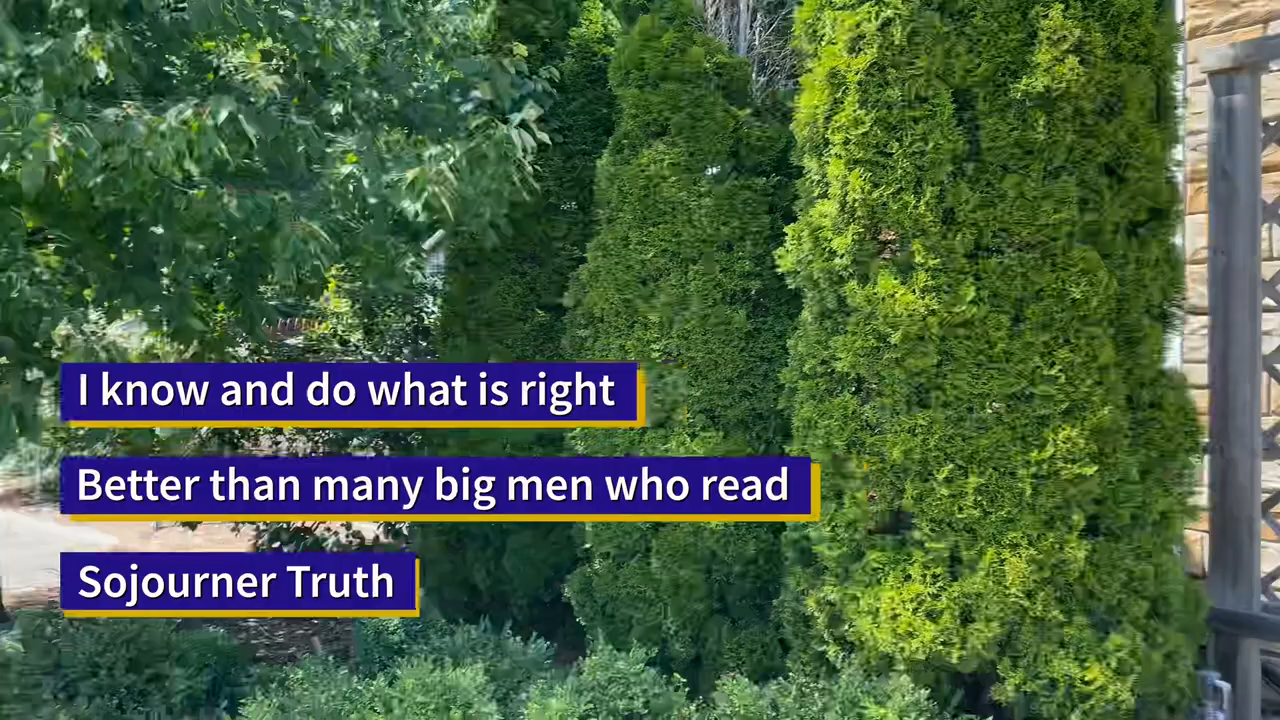 I know and do what is right
Better than many big men who read
Sojourner Truth